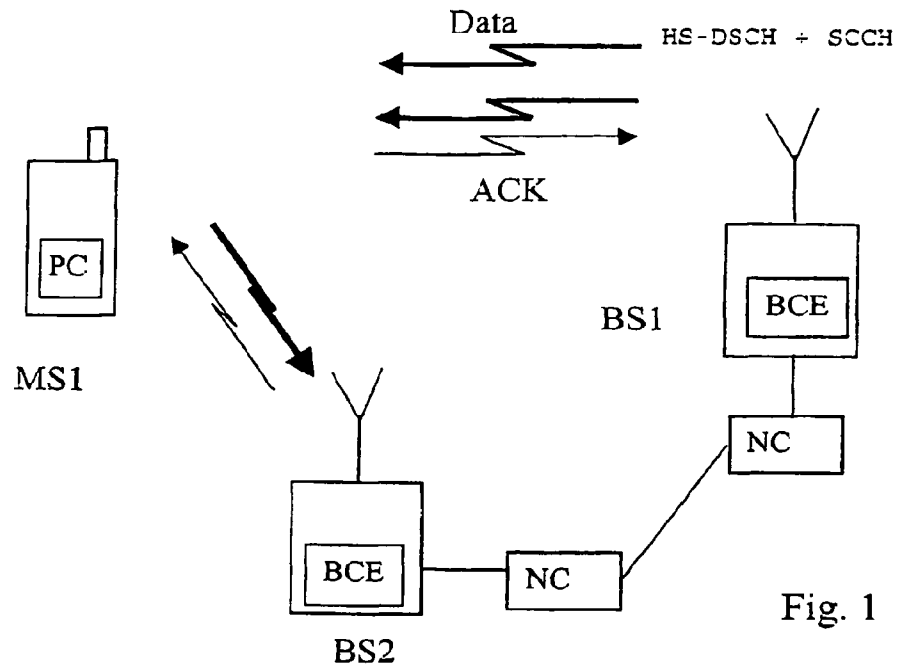 Data
HS-DSCH + SCCH
ACK
PC
MS1
BS1
BCE
NC
BCE
NC
BS2
Fig. 1